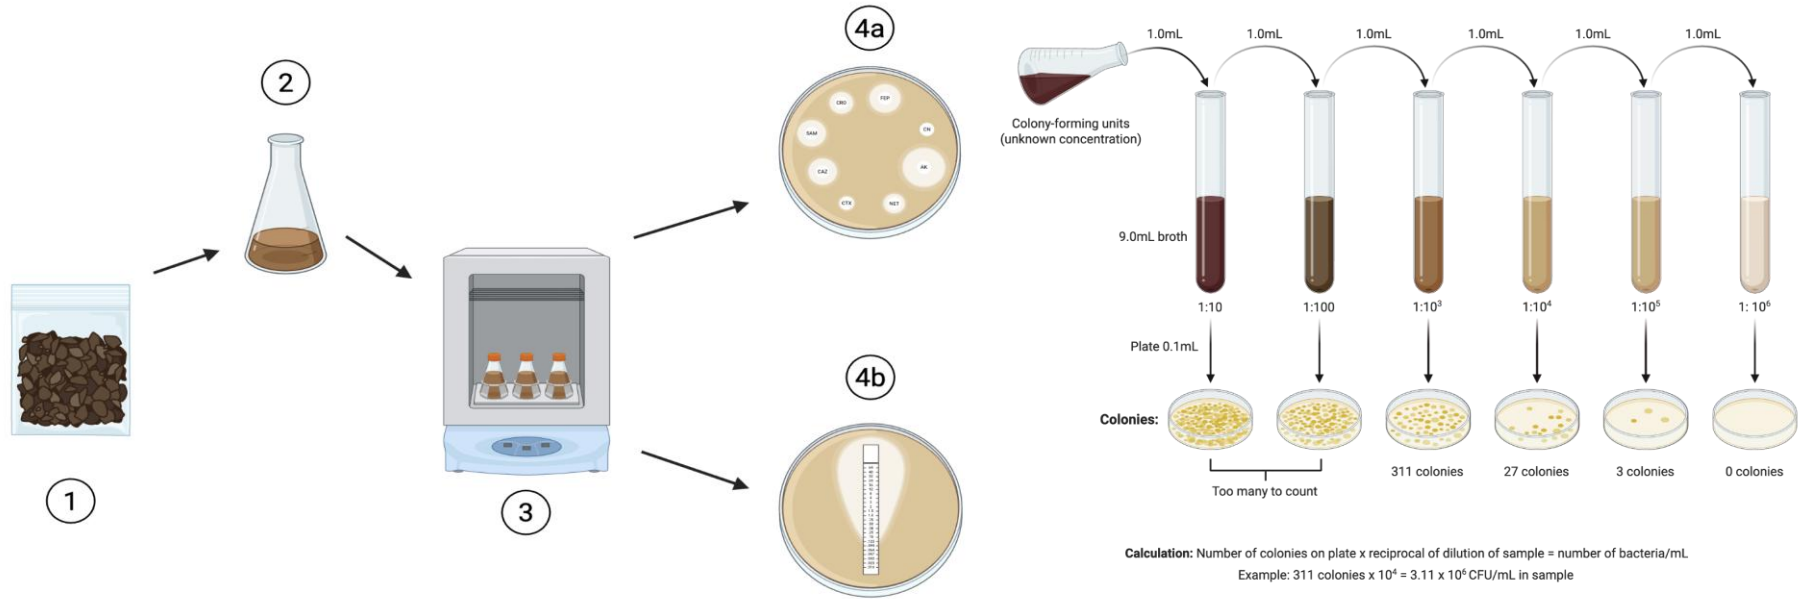 1
2
3
4a
CRO
FEP
SAM
CN
CAZ
AK
CTX
NET
4b
1.0mL
1.0mL
1.0mL
1.0mL
1.0mL
1.0mL
Colony-forming units
(unknown concentration)
9.0mL broth
1:10
1:100
1:10³
1:10⁴
1:10⁵
1: 10⁶
Plate 0.1mL
Colonies:
311 colonies
27 colonies
3 colonies
0 colonies
Too many to count
Calculation: Number of colonies on plate x reciprocal of dilution of sample = number of bacteria/mL
Example: 311 colonies x 10⁴ = 3.11 x 10⁶ CFU/mL in sample